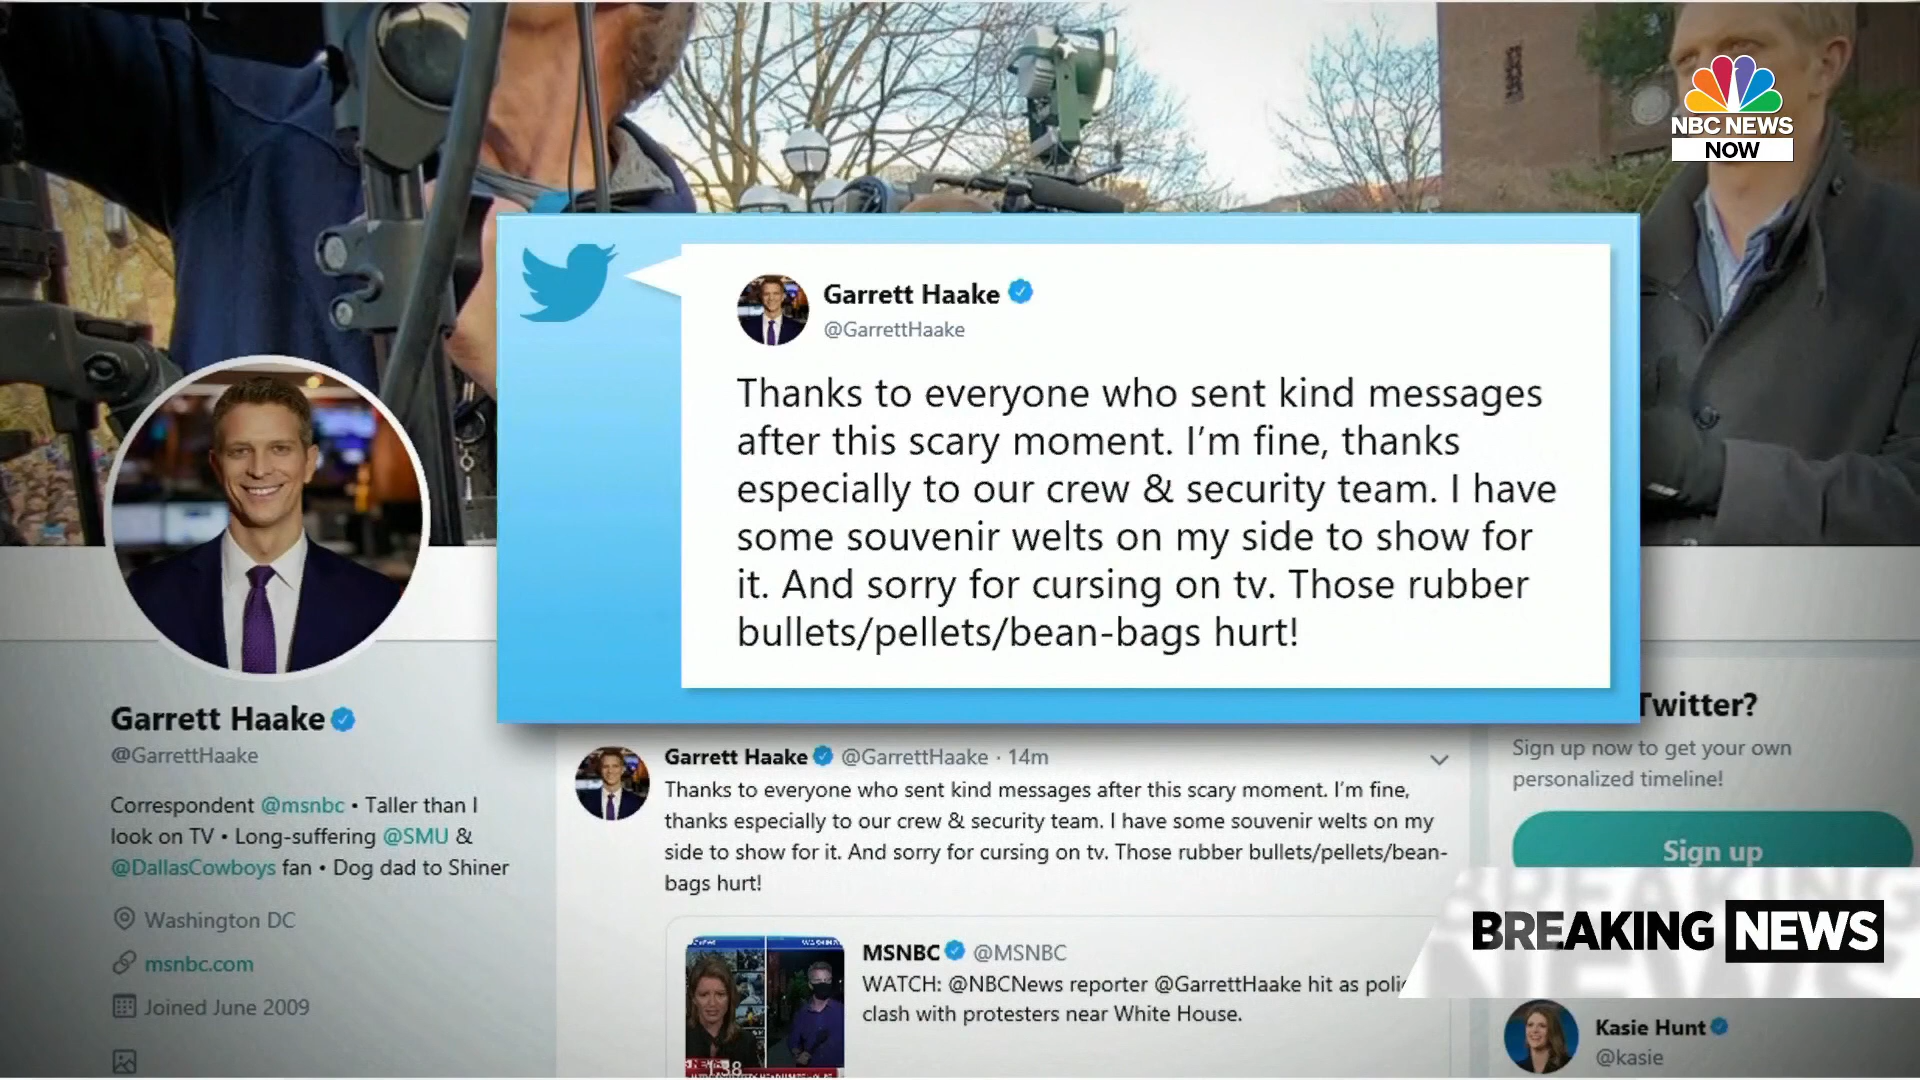 NBC NEWS
NOW
Garrett Haake
@GarrettHaake
Thanks to everyone who sent kind messages
after this scary moment. I'm fine, thanks
especially to our crew & security team. I have
some souvenir welts on my side to show for
it. And sorry for cursing on tv. Those rubber
bullets/pellets/bean-bags hurt!
Garrett Haake
@GarrettHaake
Correspondent @msnbc • Taller than I
look on TV • Long-suffering @SMU &
@DallasCowboys fan • Dog dad to Shiner
Washington DC
msnbc.com
Joined June 2009
Garrett Haake @GarrettHaake · 14m
Thanks to everyone who sent kind messages after this scary moment. I'm fine,
thanks especially to our crew & security team. I have some souvenir welts on my
side to show for it. And sorry for cursing on tv. Those rubber bullets/pellets/bean-
bags hurt!
MSNBC @MSNBC
WATCH: @NBCNews reporter @GarrettHaake hit as polic
clash with protesters near White House.
Twitter?
Sign up now to get your own
personalized timeline!
Sign up
BREAKING NEWS
Kasie Hunt
@kasie